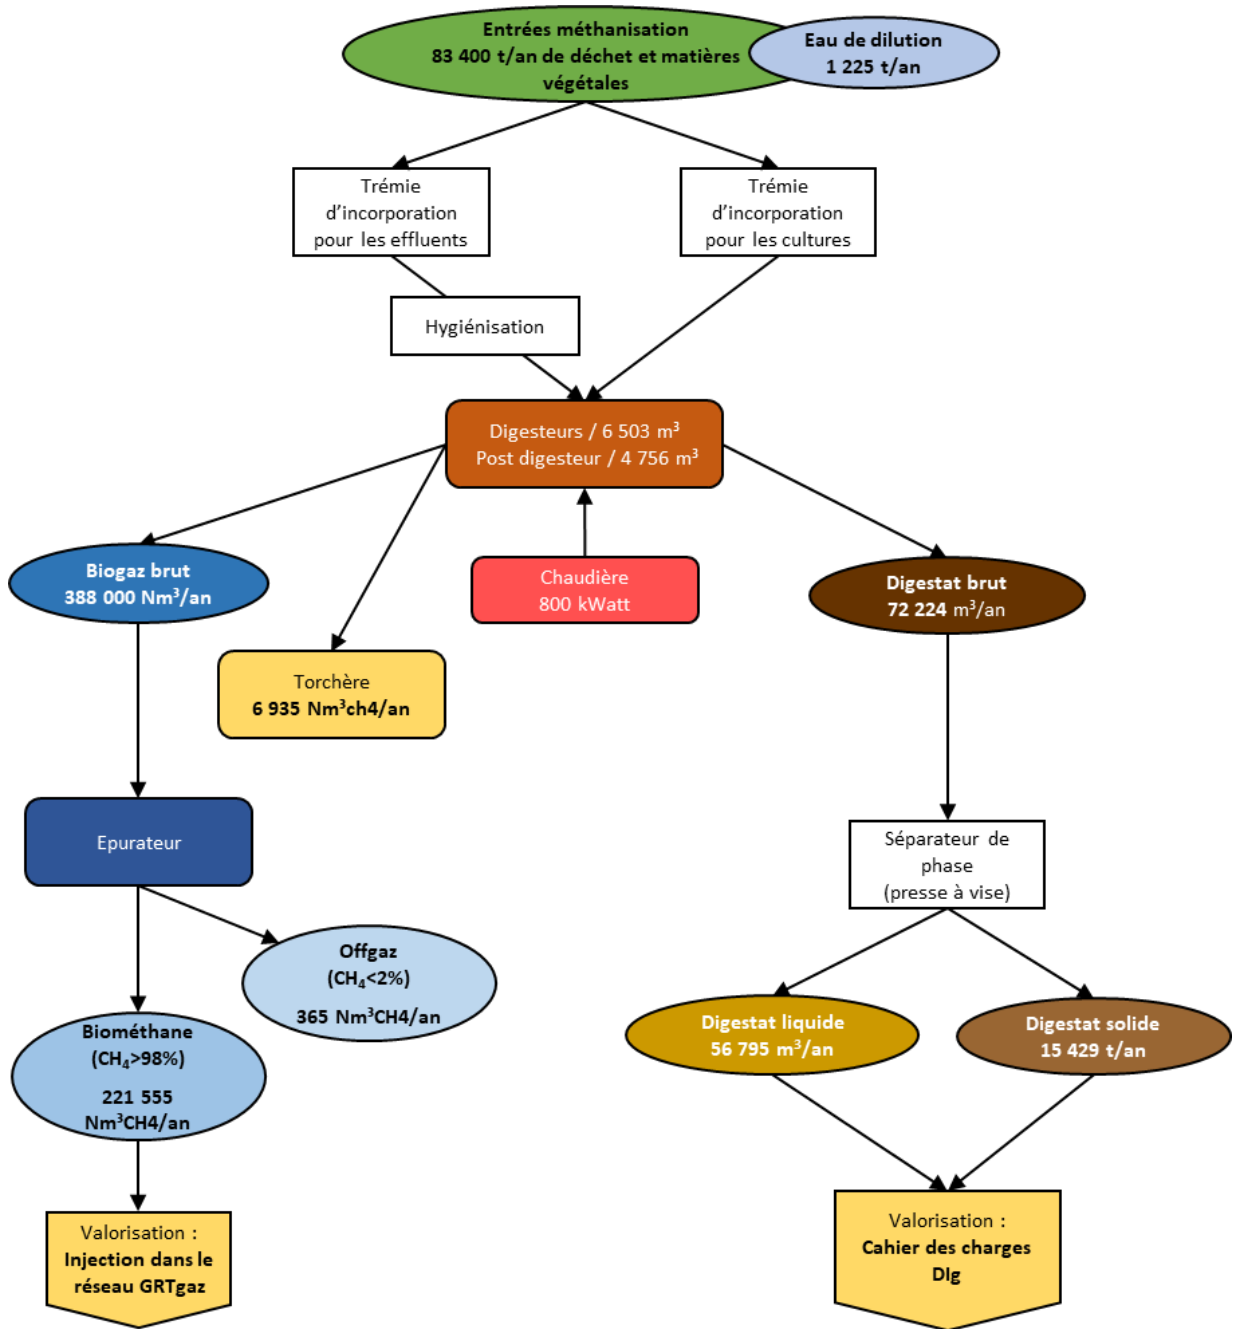 Entrées méthanisation
83 400 t/an de déchet et matières
végétales
Eau de dilution
1 225 t/an
Trémie
d'incorporation
pour les effluents
Trémie
d'incorporation
pour les cultures
Hygiénisation
Digesteurs / 6 503 m³
Post digesteur / 4 756 m³
Biogaz brut
388 000 Nm³/an
Chaudière
800 kWatt
Digestat brut
72 224 m³/an
Torchère
6 935 Nm³ch4/an
Epurateur
Séparateur de
phase
(presse à vise)
Offgaz
(CH₄<2%)
365 Nm³CH4/an
Biométhane
(CH₄>98%)
221 555
Nm³CH4/an
Digestat liquide
56 795 m³/an
Digestat solide
15 429 t/an
Valorisation :
Injection dans le
réseau GRTgaz
Valorisation :
Cahier des charges
DIg